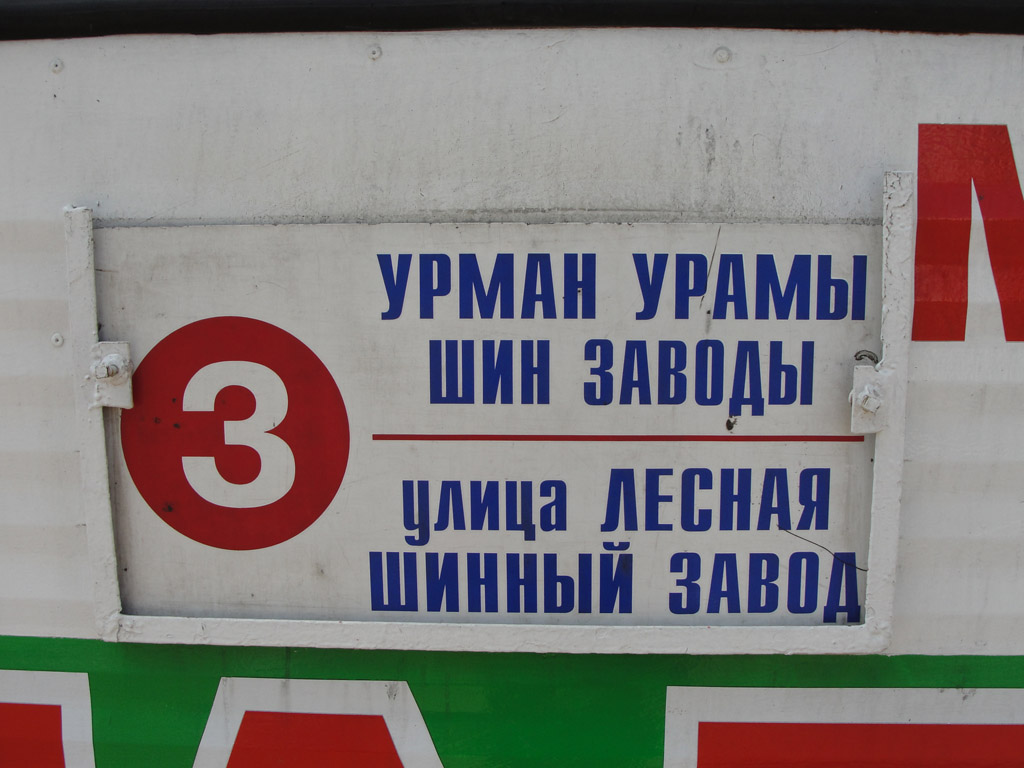 3
УРМАН УРАМЫ
ШИН ЗАВОДЫ
улица ЛЕСНАЯ
ШИННЫЙ ЗАВОД